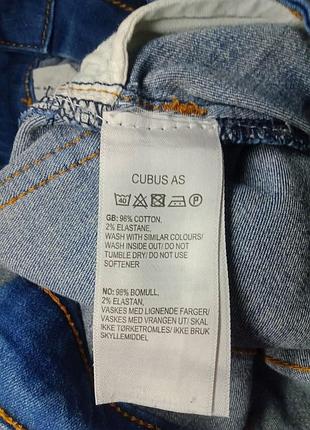 CUBUS AS
40 P
GB: 98% COTTON,
2% ELASTANE,
WASH WITH SIMILAR COLOURS/
WASH INSIDE OUT/ DO NOT
TUMBLE DRY/ DO NOT USE
SOFTENER
NO: 98% BOMULL,
2% ELASTAN,
VASKES MED LIGNENDE FARGER/
VASKES MED VRANGEN UT/ SKAL
IKKE TØRKETROMLES/ IKKE BRUK
SKYLLEMIDDEL